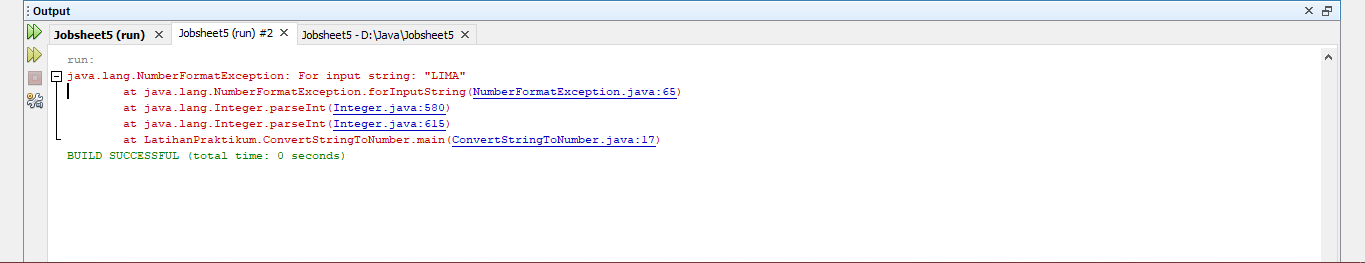 Output
Jobsheet5 (run)
Jobsheet5 (run) #2
Jobsheet5 - D:\Java\Jobsheet5
run:
java.lang.NumberFormatException: For input string: "LIMA"
at java.lang.NumberFormatException.forInputString(NumberFormatException.java:65)
at java.lang.Integer.parseInt(Integer.java:580)
at java.lang.Integer.parseInt(Integer.java:615)
at LatihanPraktikum.ConvertStringToNumber.main(ConvertStringToNumber.java:17)
BUILD SUCCESSFUL (total time: 0 seconds)